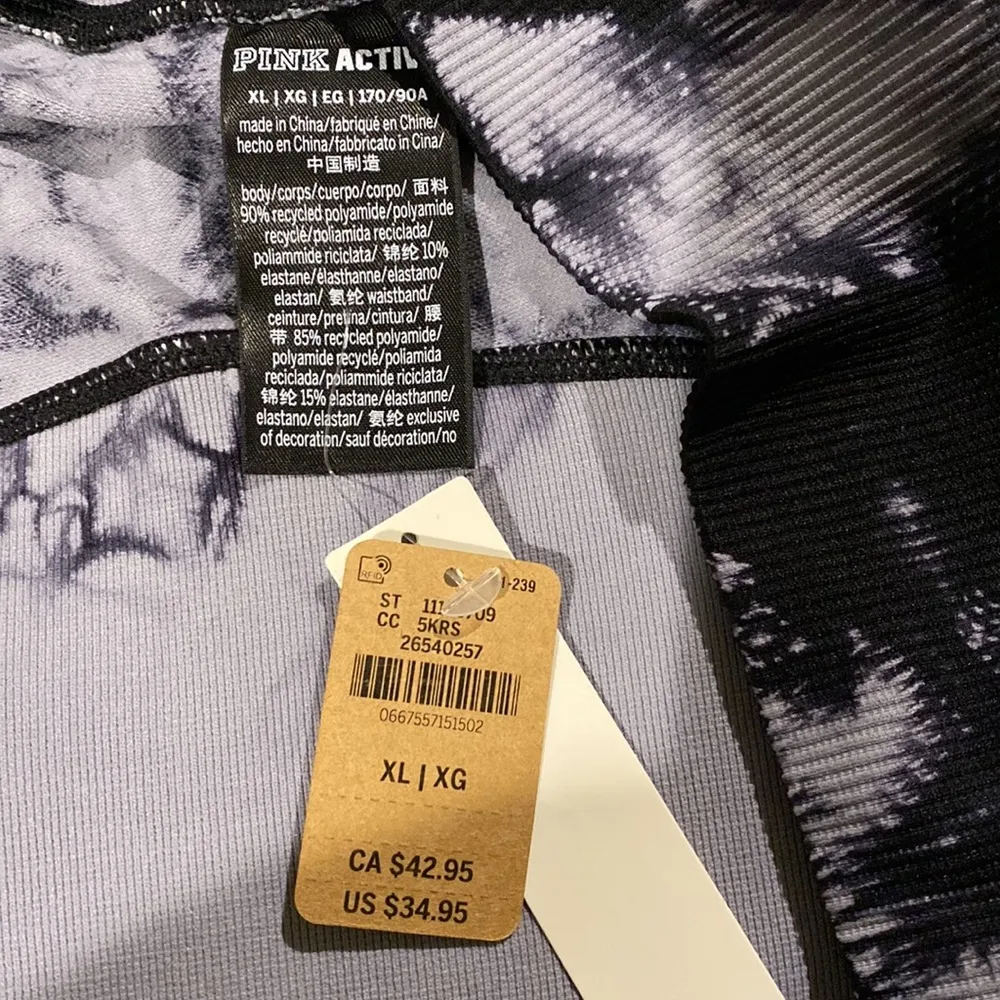 PINK ACTIV
XL | XG | EG | 170/90A
made in China/fabriqué en Chine/
hecho en China/fabbricato in Cina/
中国制造
body/corps/cuerpo/corpo/ 面料
90% recycled polyamide/polyamide
recyclé/poliamida reciclada/
poliammide riciclata/ 锦纶 10%
elastane/élasthanne/elastano/
elastan/ 氨纶 waistband/
ceinture/pretina/cintura/ 腰
带 85% recycled polyamide/
polyamide recyclé/poliamida
reciclada/poliammide riciclata/
锦纶 15% elastane/élasthanne/
elastano/elastan/ 氨纶 exclusive
of decoration/sauf décoration/no
RFID
-239
ST
CC 5KRS
26540257
0667557151502
XL | XG
CA $42.95
US $34.95